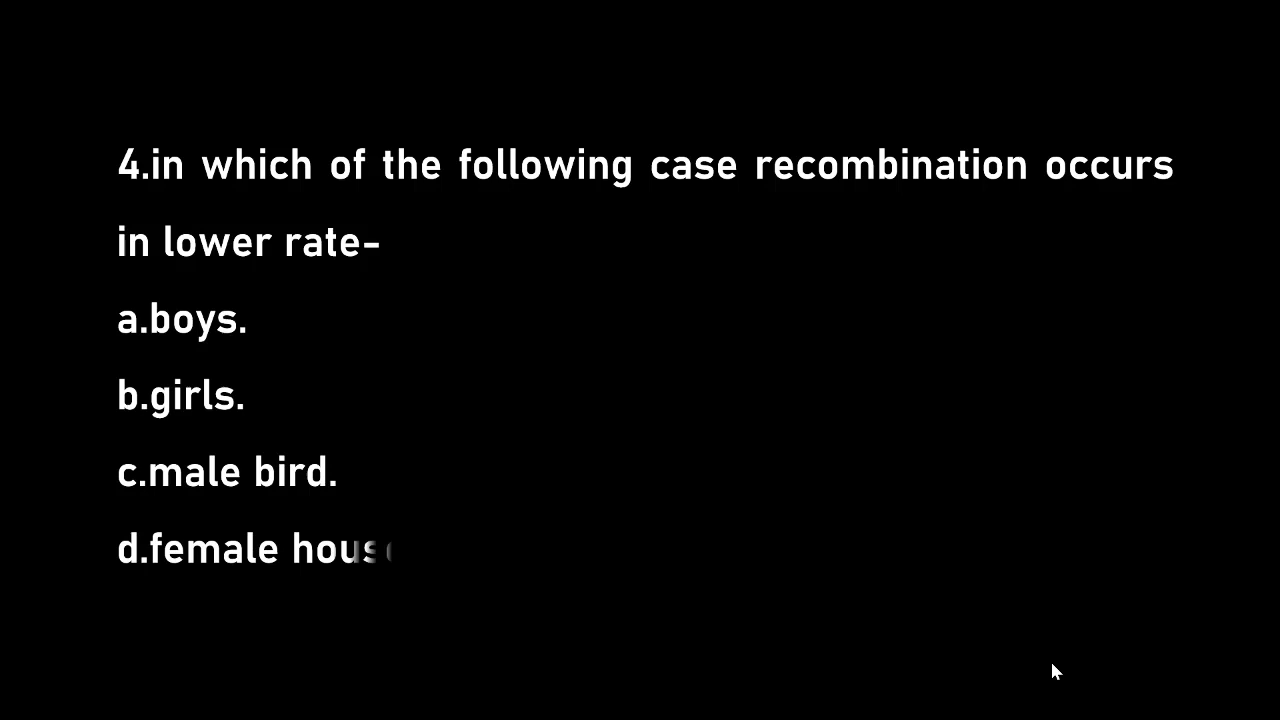 4.in which of the following case recombination occurs
in lower rate-
a.boys.
b.girls.
c.male bird.
d.female